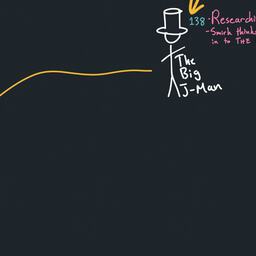 138 - Researchi
- Smirk thinks
in to THE
The
Big
J-Man